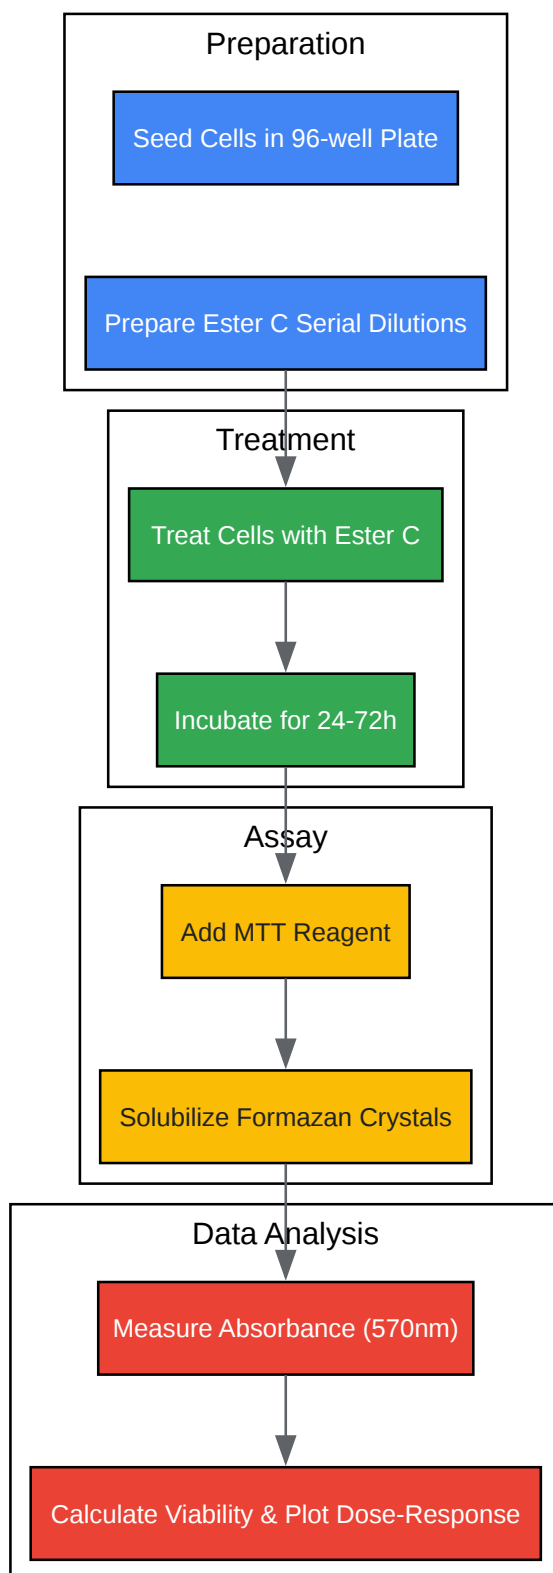 Preparation
Seed Cells in 96-well Plate
Prepare Ester C Serial Dilutions
Treatment
Treat Cells with Ester C
Incubate for 24-72h
Assay
Add MTT Reagent
Solubilize Formazan Crystals
Data Analysis
Measure Absorbance (570nm)
Calculate Viability & Plot Dose-Response